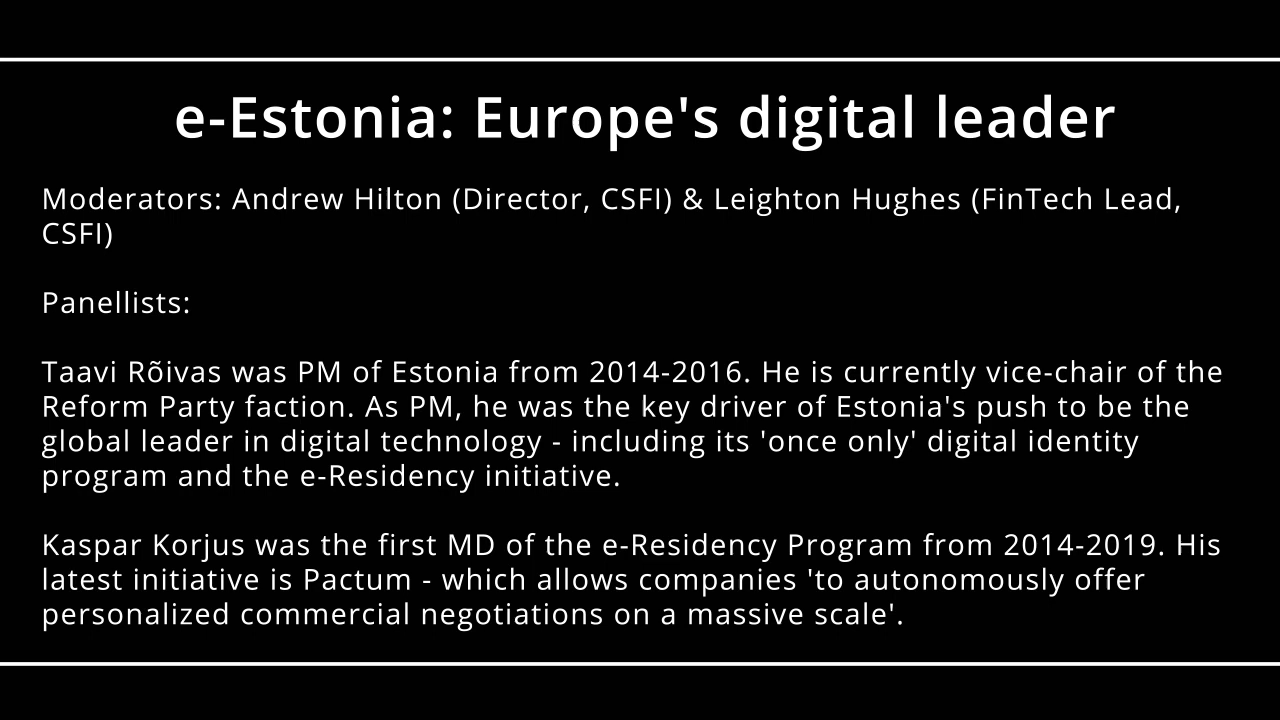 e-Estonia: Europe's digital leader
Moderators: Andrew Hilton (Director, CSFI) & Leighton Hughes (FinTech Lead,
CSFI)
Panellists:
Taavi Rõivas was PM of Estonia from 2014-2016. He is currently vice-chair of the
Reform Party faction. As PM, he was the key driver of Estonia's push to be the
global leader in digital technology - including its 'once only' digital identity
program and the e-Residency initiative.
Kaspar Korjus was the first MD of the e-Residency Program from 2014-2019. His
latest initiative is Pactum - which allows companies 'to autonomously offer
personalized commercial negotiations on a massive scale'.